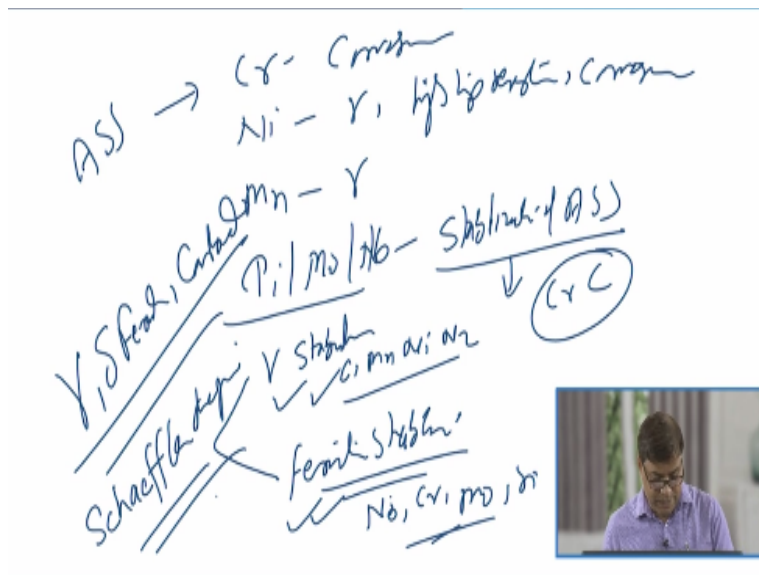 ASS → Cr - Corrosion
Ni - γ, high temp strength, Corrosion
Mn - γ
Ti / Mo / Nb - Stabilization of ASS
↓
Cr C
γ, δ ferrite, Carbide
Schaeffler diagram
γ Stabilizer
C, Mn Ni N2
ferrite stabilizer
Nb, Cr, Mo, Si